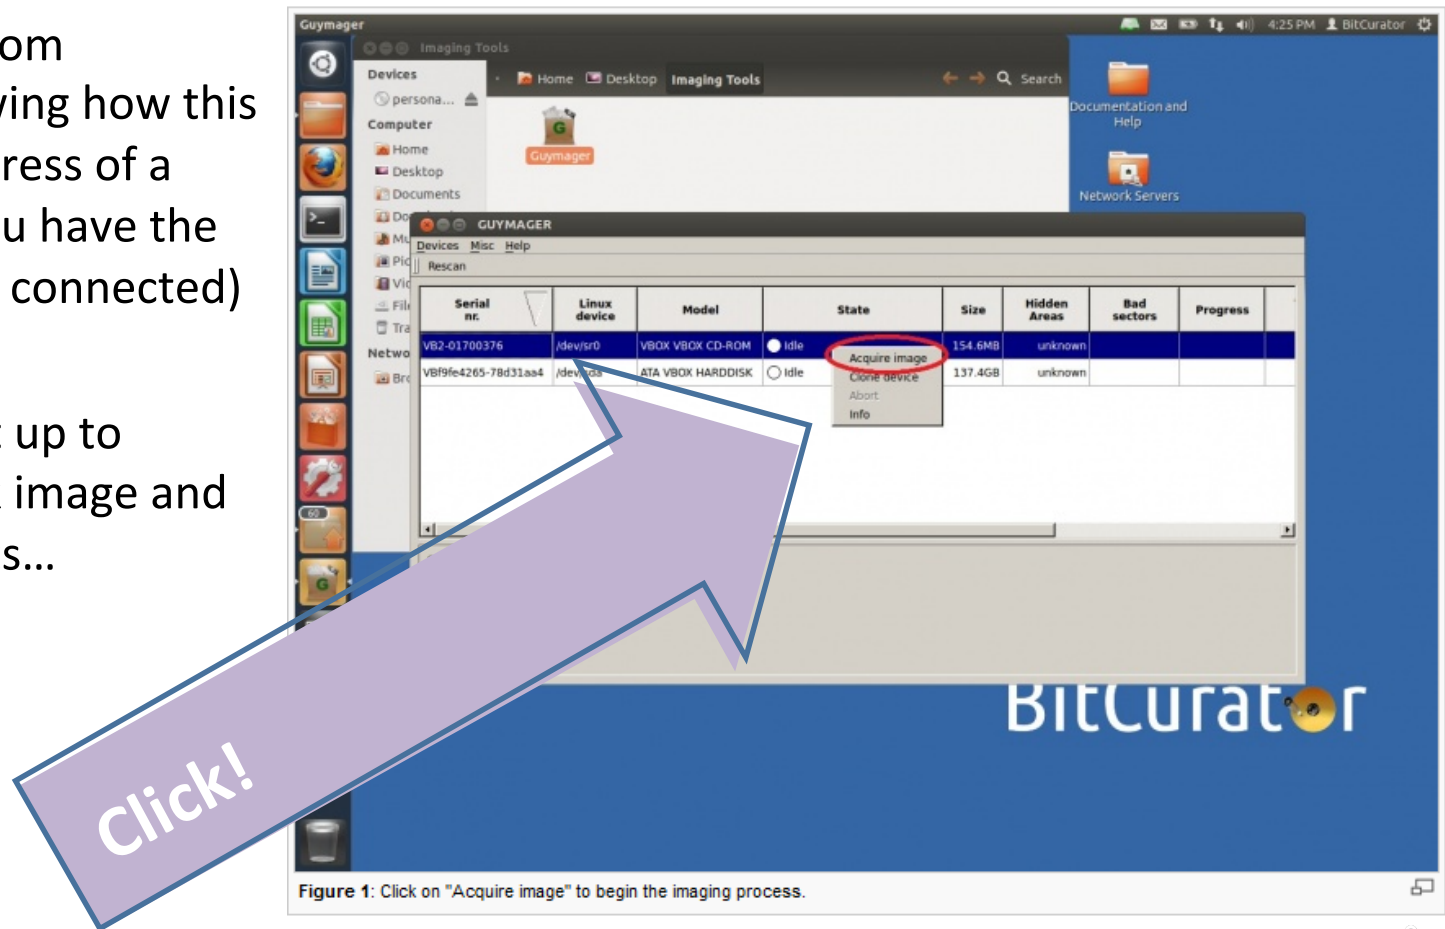 om
ving how this
ress of a
u have the
connected)
t up to
image and
s...
Guymager
4:25 PM BitCurator
Imaging Tools
Devices
Home Desktop Imaging Tools
Search
persona...
Computer
Home
Desktop
Documents
Guymager
Documentation and
Help
Network Servers
GUYMAGER
Devices Misc Help
Rescan
Serial nr. Linux device Model State Size Hidden Areas Bad sectors Progress
VB2-01700376 /dev/sr0 VBOX VBOX CD-ROM Idle 154.6MB unknown
VBf9fe4265-78d31aa4 ATA VBOX HARDDISK Idle 137.4GB unknown
Acquire image
Clone device
Abort
Info
Netwo
Click!
BitCurator
Figure 1: Click on "Acquire image" to begin the imaging process.